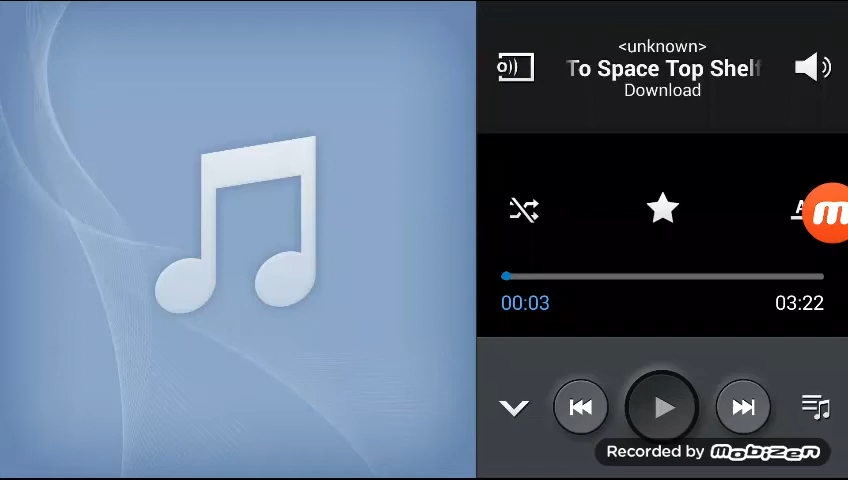 <unknown>
To Space Top Shelf
Download
A
00:03
03:22
Recorded by mobizen